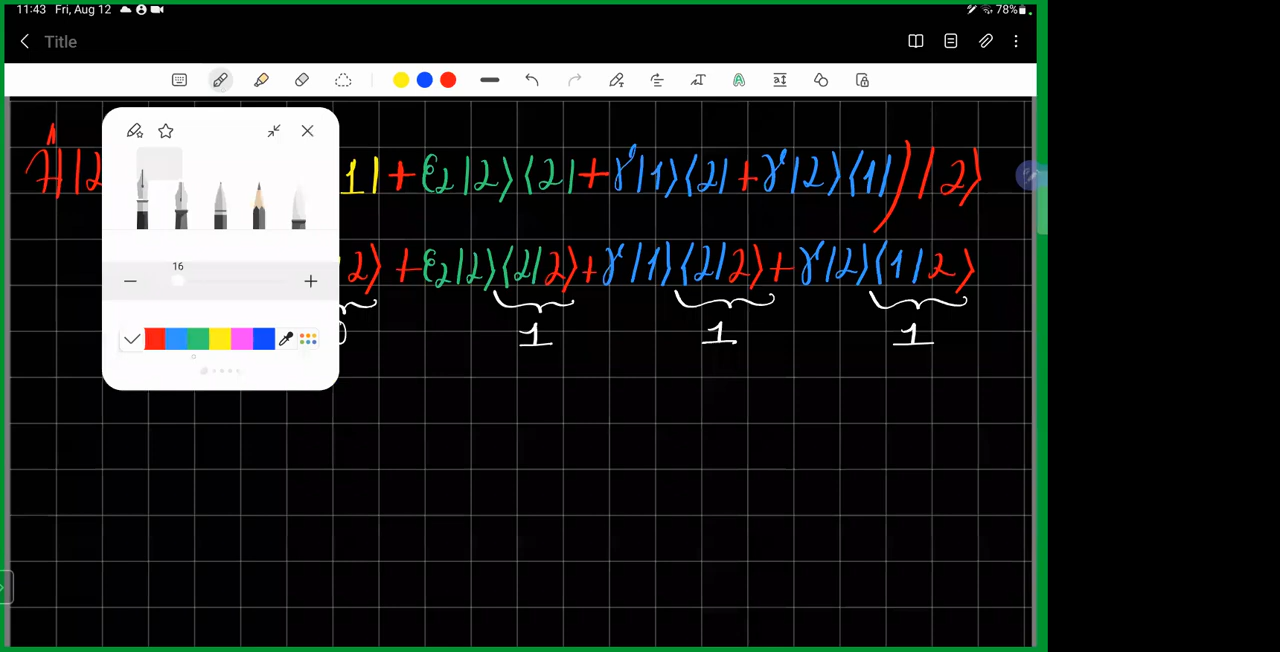 11:43 Fri, Aug 12 78%
Title
Ĥ|2 1| + ε₂|2⟩⟨2| + γ|1⟩⟨2| + γ|2⟩⟨1| ) |2⟩
16
2⟩ + ε₂|2⟩⟨2|2⟩ + γ|1⟩⟨2|2⟩ + γ|2⟩⟨1|2⟩
1 1 1